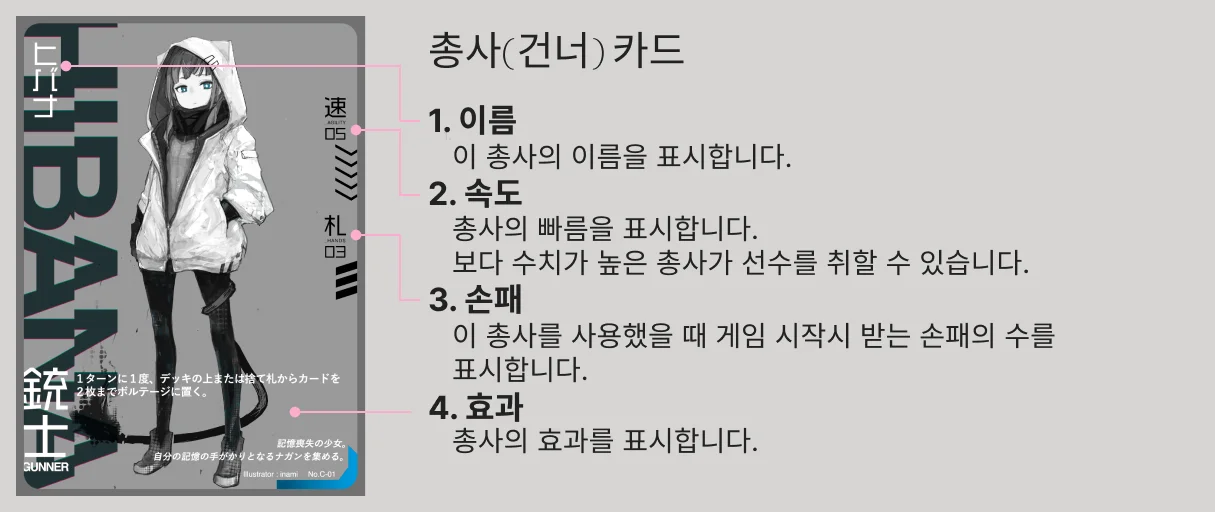 ヒバナ
HIBANA
速
AGILITY
05
札
HANDS
03
銃士
GUNNER
1ターンに1度、デッキの上または捨て札からカードを
2枚までボルテージに置く。
記憶喪失の少女。
自分の記憶の手がかりとなるナガンを集める。
Illustrator : inami No.C-01
총사(건너) 카드
1. 이름
이 총사의 이름을 표시합니다.
2. 속도
총사의 빠름을 표시합니다.
보다 수치가 높은 총사가 선수를 취할 수 있습니다.
3. 손패
이 총사를 사용했을 때 게임 시작시 받는 손패의 수를
표시합니다.
4. 효과
총사의 효과를 표시합니다.